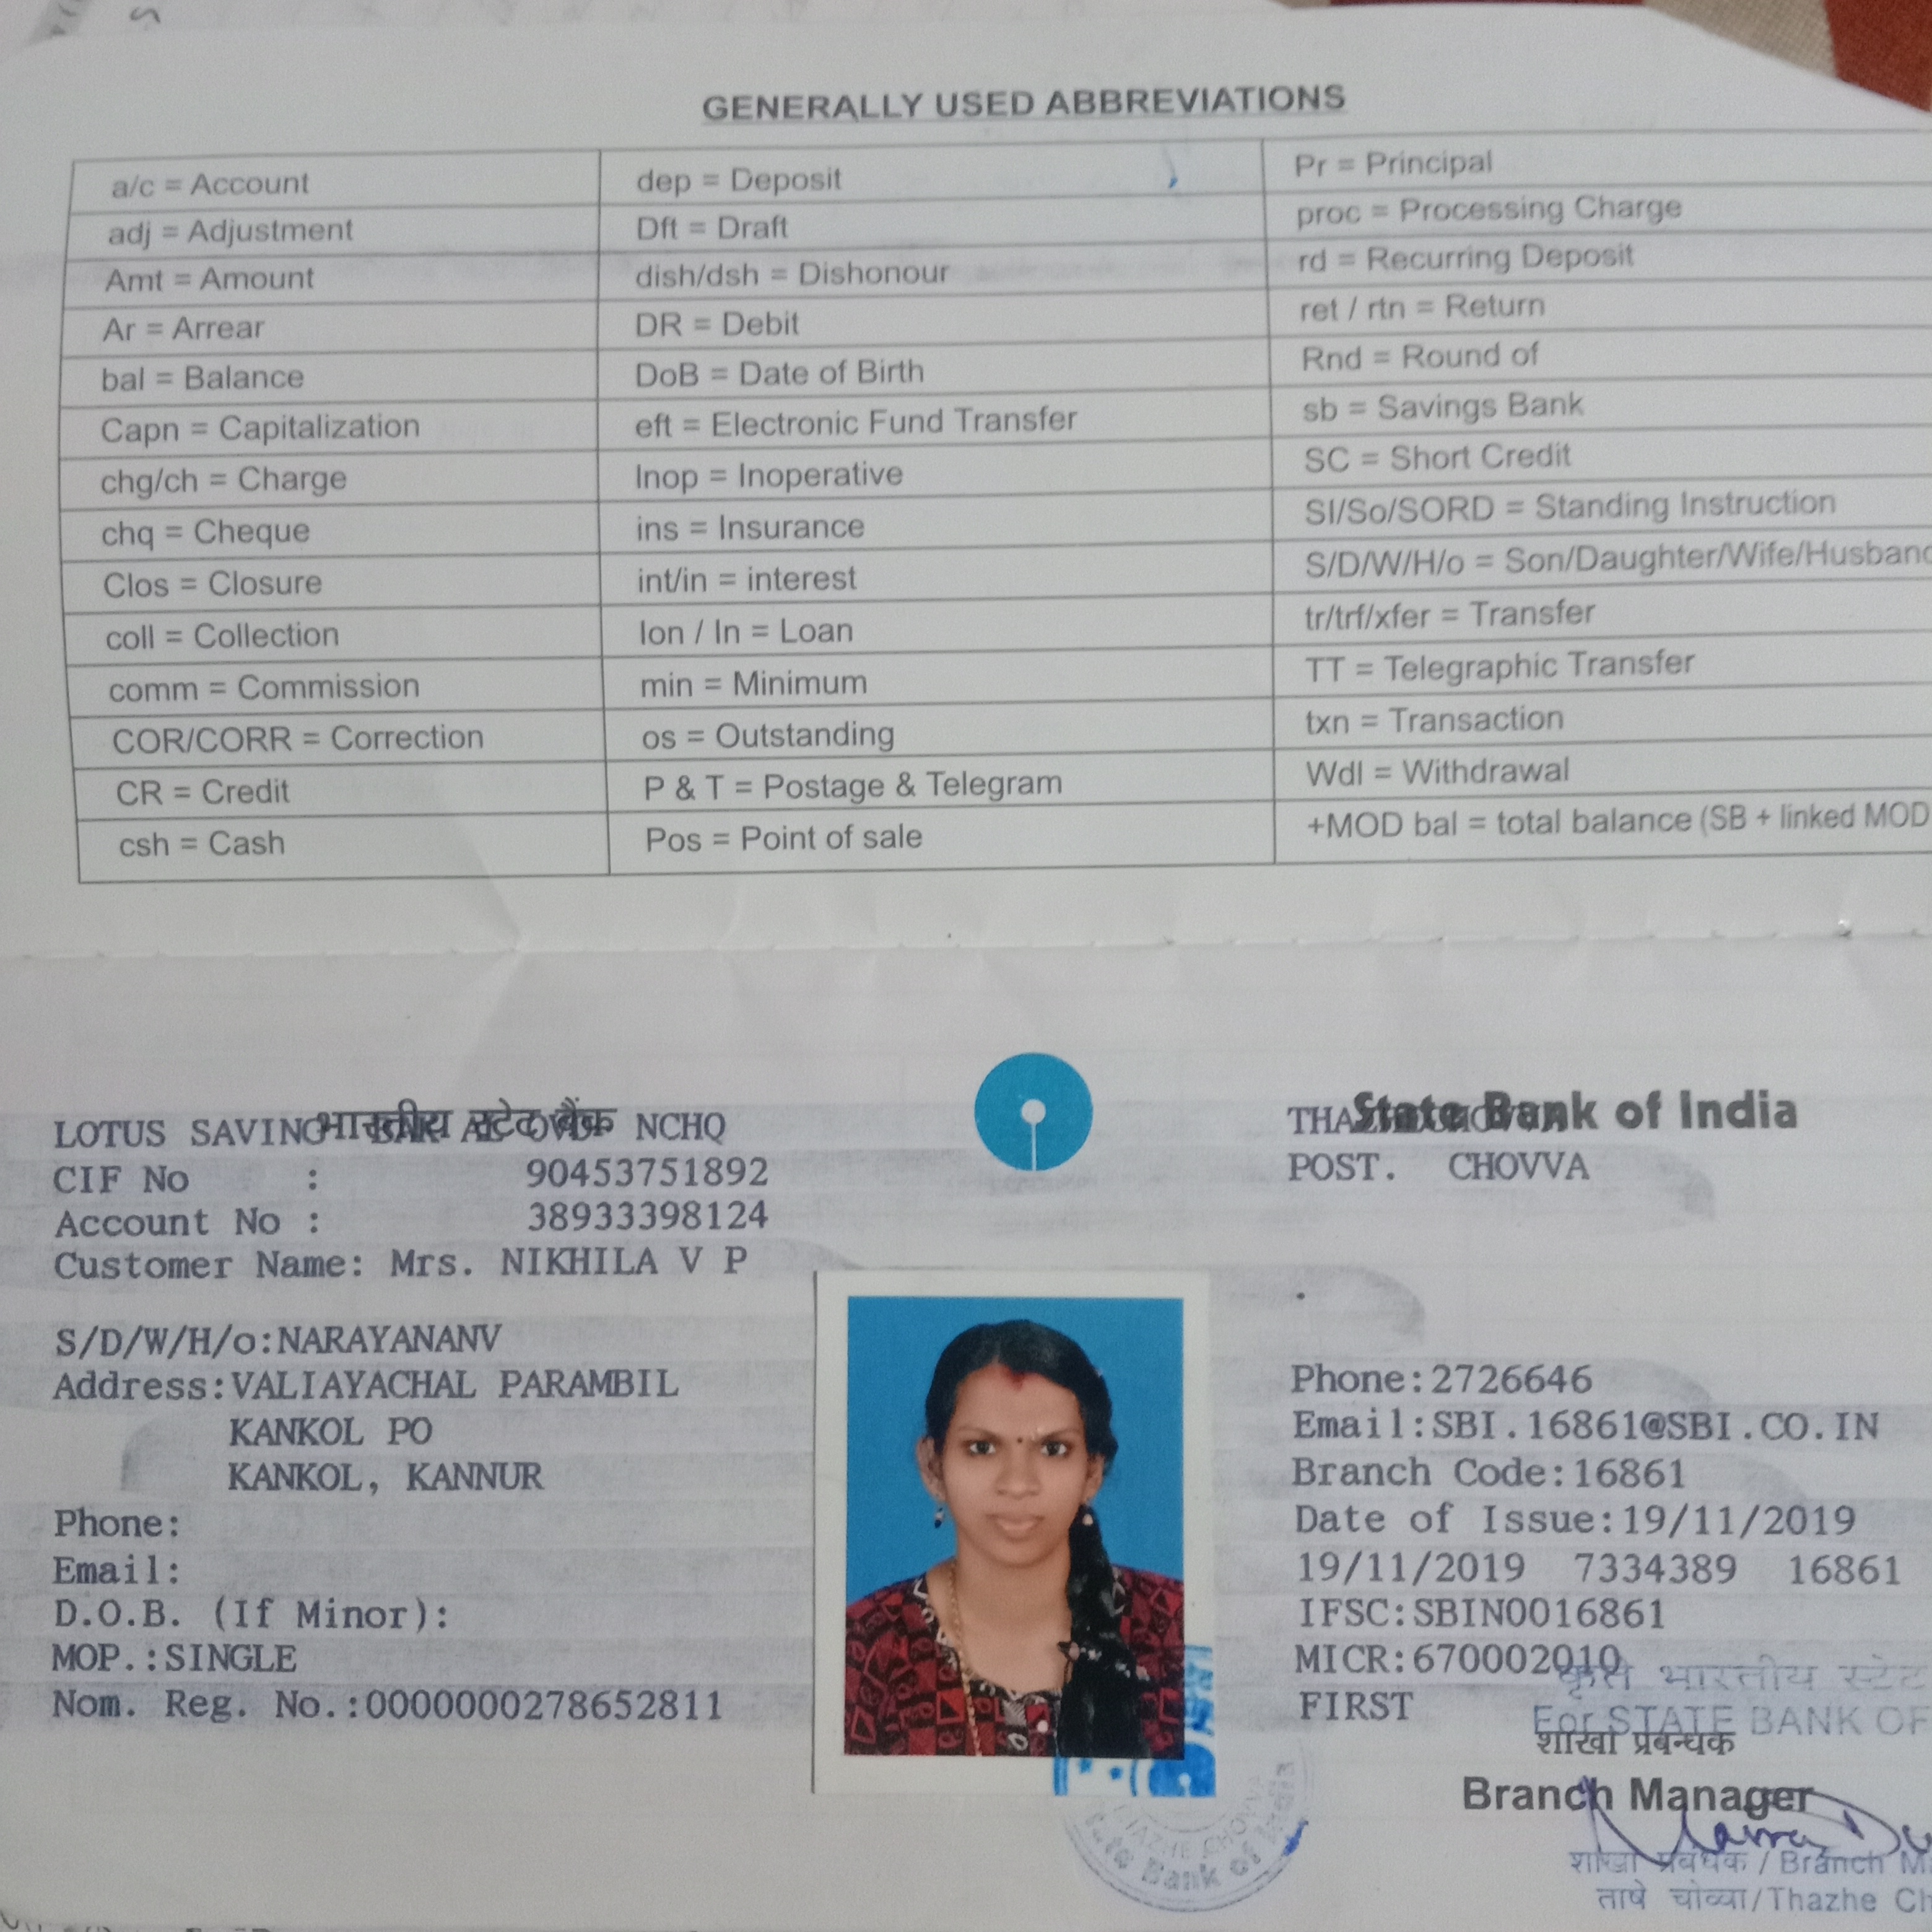 GENERALLY USED ABBREVIATIONS
a/c = Account
adj = Adjustment
Amt = Amount
Ar = Arrear
bal = Balance
Capn = Capitalization
chg/ch = Charge
chq = Cheque
Clos = Closure
coll = Collection
comm = Commission
COR/CORR = Correction
CR = Credit
csh = Cash
dep = Deposit
Dft = Draft
dish/dsh = Dishonour
DR = Debit
DoB = Date of Birth
eft = Electronic Fund Transfer
Inop = Inoperative
ins = Insurance
int/in = interest
lon / ln = Loan
min = Minimum
os = Outstanding
P & T = Postage & Telegram
Pos = Point of sale
Pr = Principal
proc = Processing Charge
rd = Recurring Deposit
ret / rtn = Return
Rnd = Round of
sb = Savings Bank
SC = Short Credit
SI/So/SORD = Standing Instruction
S/D/W/H/o = Son/Daughter/Wife/Husband
tr/trf/xfer = Transfer
TT = Telegraphic Transfer
txn = Transaction
Wdl = Withdrawal
+MOD bal = total balance (SB + linked MOD
भारतीय स्टेट बैंक
State Bank of India
LOTUS SAVING NCHQ
CIF No : 90453751892
Account No : 38933398124
Customer Name: Mrs. NIKHILA V P
S/D/W/H/o:NARAYANANV
Address:VALIAYACHAL PARAMBIL
KANKOL PO
KANKOL, KANNUR
Phone:
Email:
D.O.B. (If Minor):
MOP.:SINGLE
Nom. Reg. No.:0000000278652811
POST. CHOVVA
Phone:2726646
Email:SBI.16861@SBI.CO.IN
Branch Code:16861
Date of Issue:19/11/2019
19/11/2019 7334389 16861
IFSC:SBIN0016861
MICR:670002010
FIRST
कृते भारतीय स्टेट
For STATE BANK OF
शाखा प्रबन्धक
Branch Manager
शाखा प्रबंधक / Branch M
ताषे चोव्वा/Thazhe Ch
THAZHE CHOVVA
State Bank of India